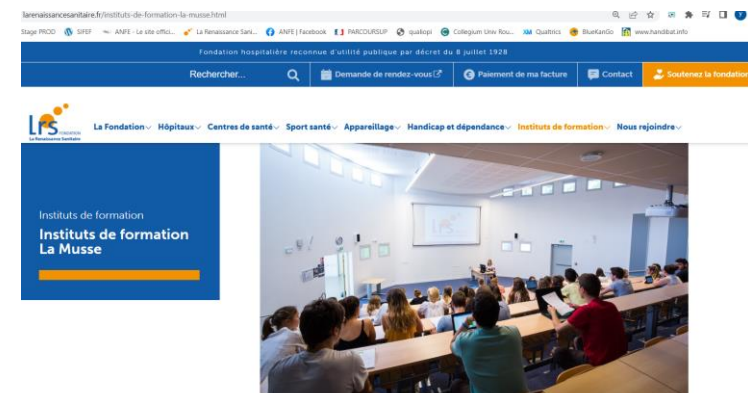 larenaissancesanitaire.fr/instituts-de-formation-la-musse.html
Stage PROD SIFEF ANFE - Le site offici... La Renaissance Sani... ANFE | Facebook PARCOURSUP qualiopi Collegium Univ Rou... Qualtrics BlueKanGo www.handibat.info
Fondation hospitalière reconnue d'utilité publique par décret du 8 juillet 1928
Rechercher... Demande de rendez-vous Paiement de ma facture Contact Soutenez la fondation
Lrs FONDATION
La Renaissance Sanitaire
La Fondation Hôpitaux Centres de santé Sport santé Appareillage Handicap et dépendance Instituts de formation Nous rejoindre
Instituts de formation
Instituts de formation
La Musse